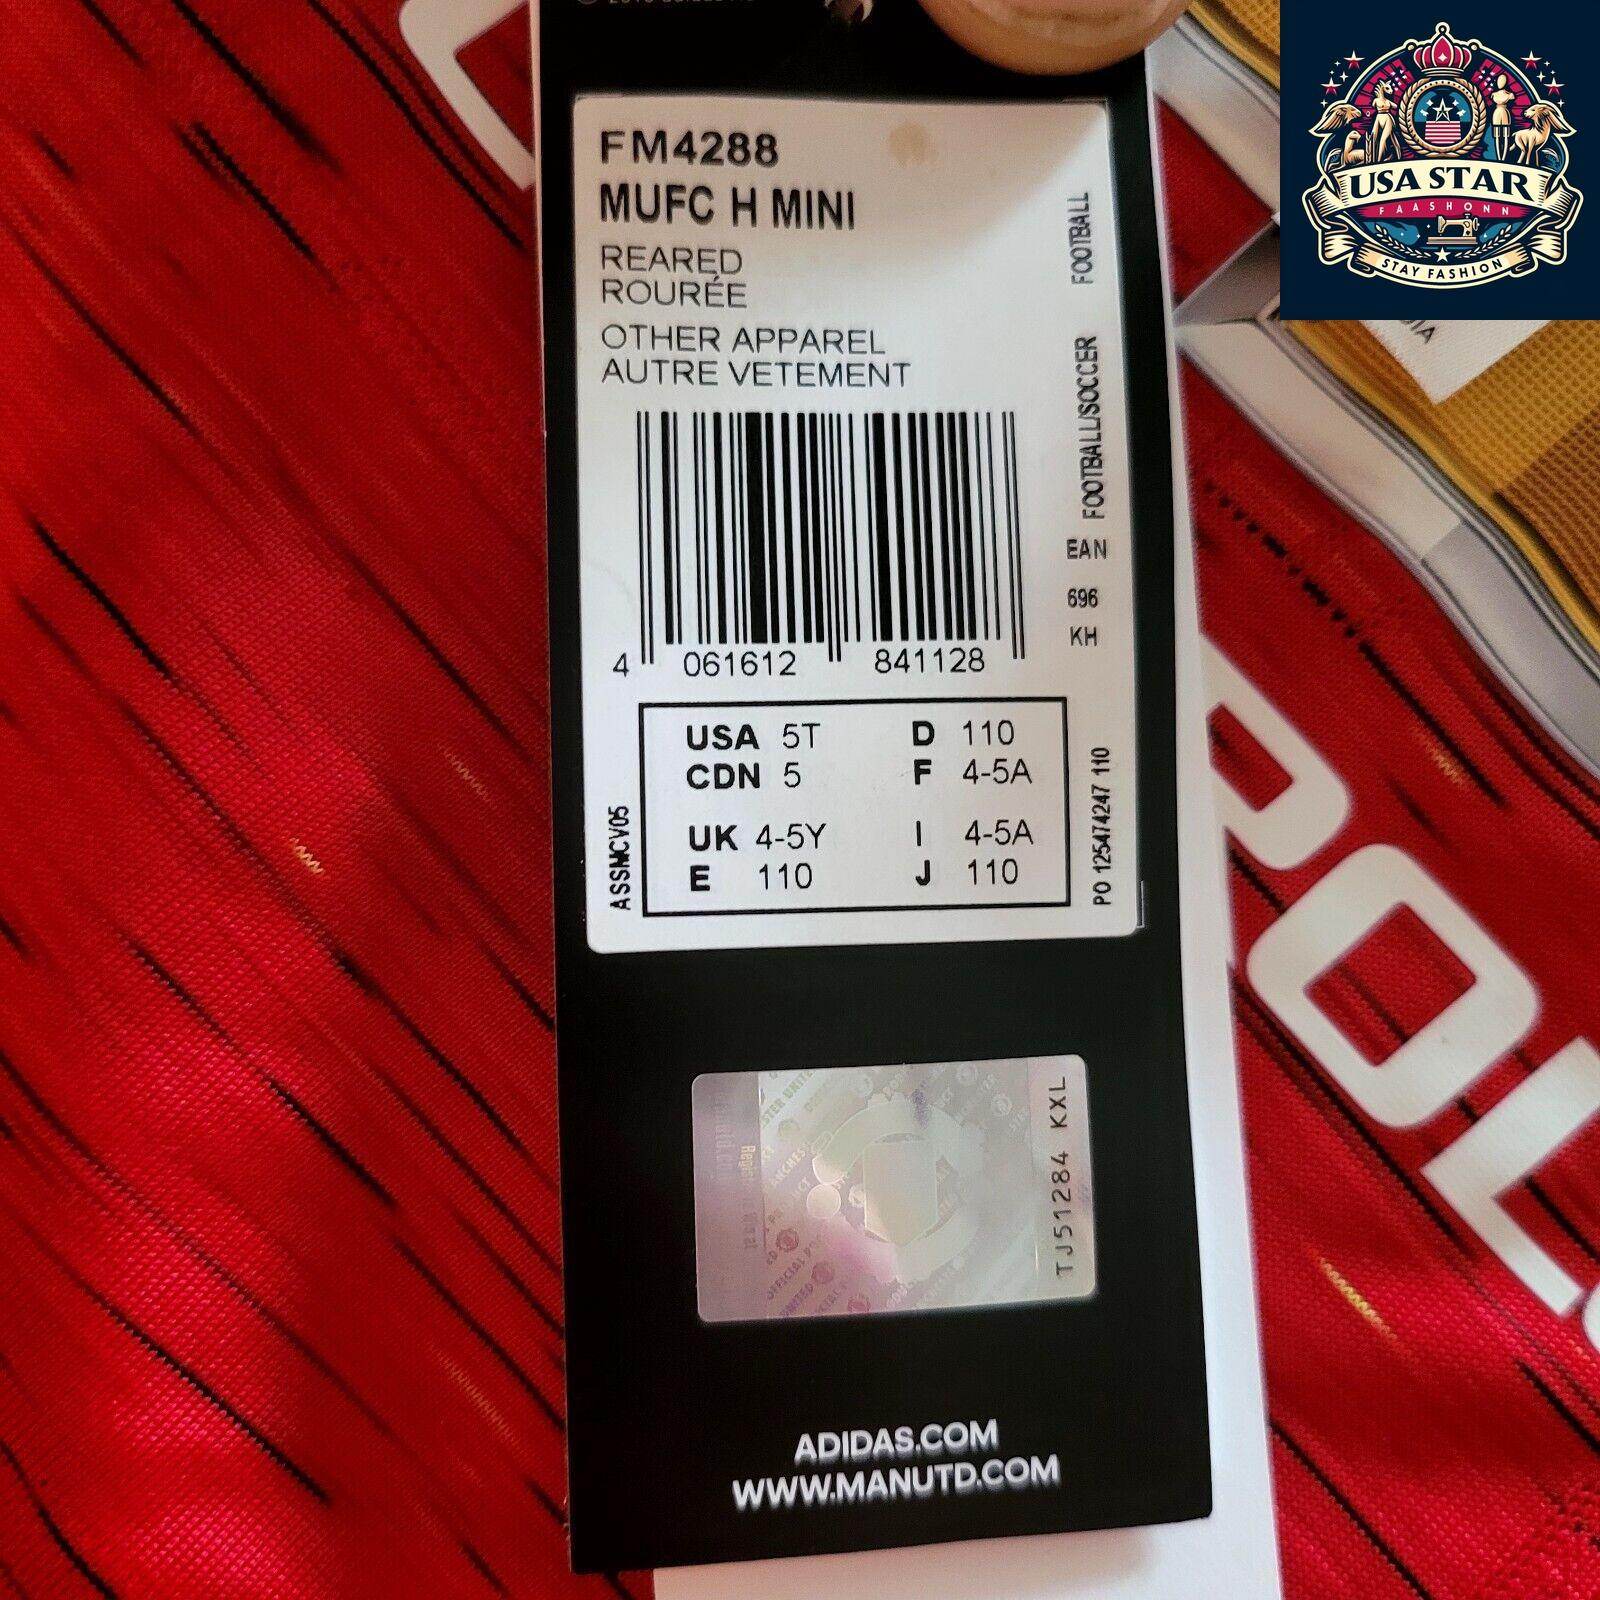 FM4288
MUFC H MINI
REARED
ROURÉE
OTHER APPAREL
AUTRE VETEMENT
FOOTBALL
FOOTBALL/SOCCER
EAN
696
KH
4 061612 841128
USA 5T D 110
CDN 5 F 4-5A
UK 4-5Y I 4-5A
E 110 J 110
ASSMCV05
PO 125474247 110
TJ51284 KXL
ADIDAS.COM
WWW.MANUTD.COM
ROL
USA STAR
FAASHONN
STAY FASHION